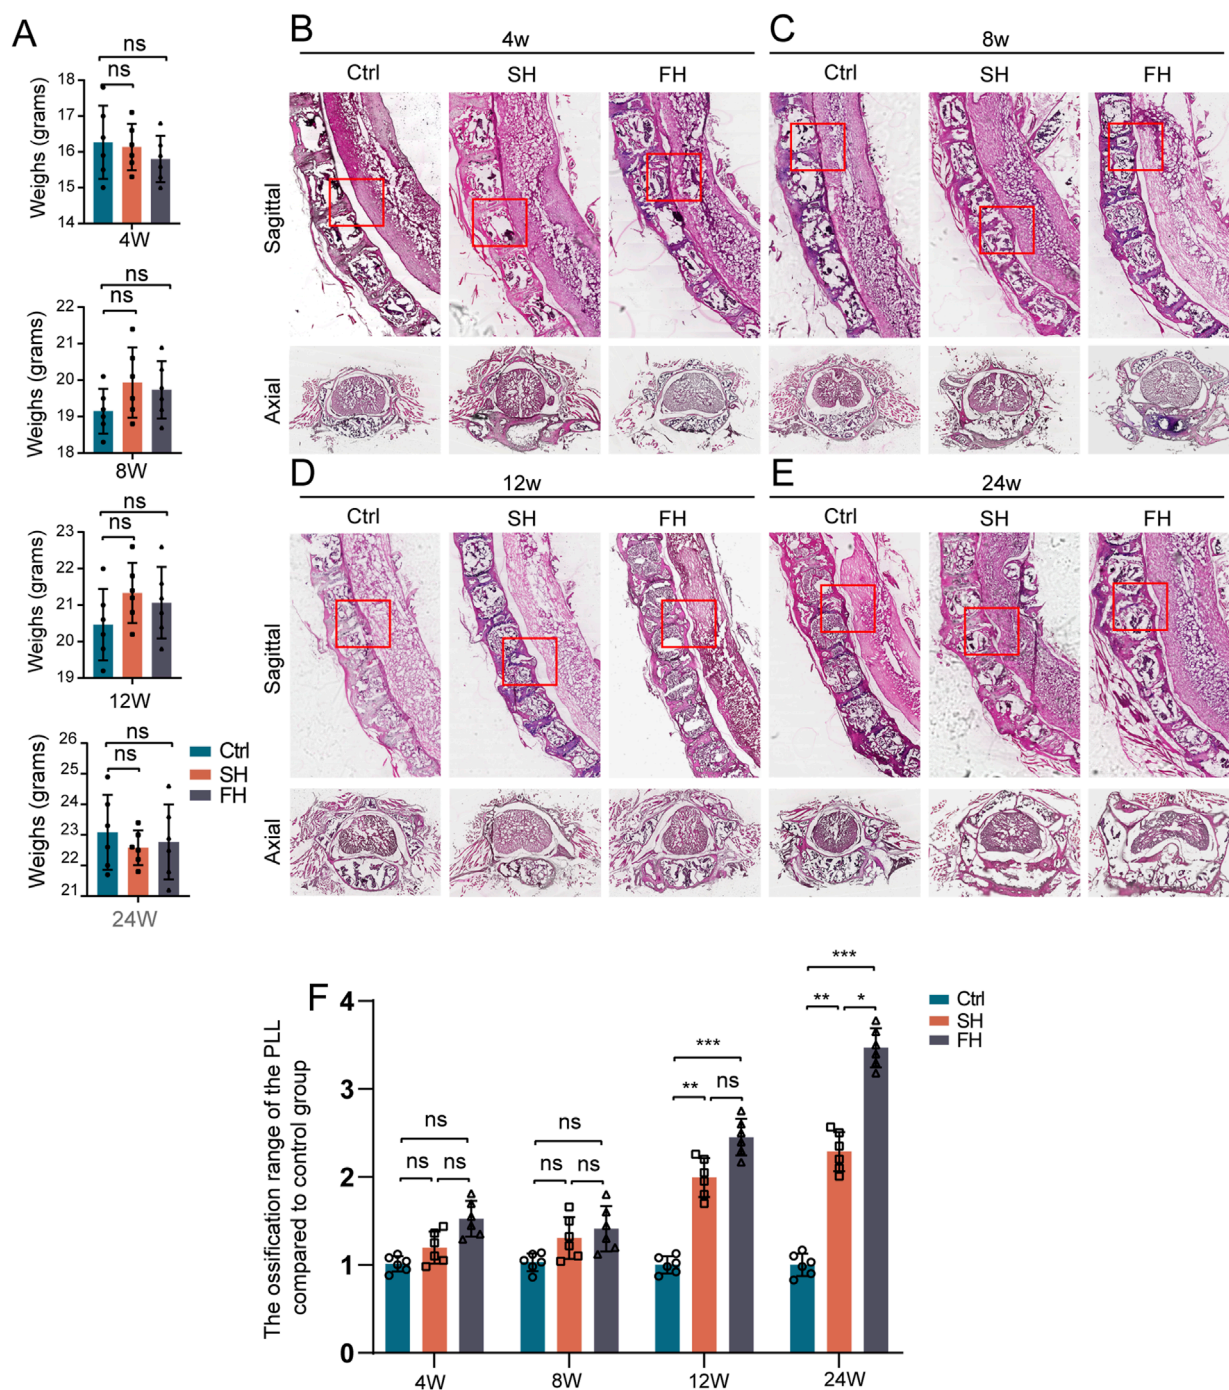 A
ns
ns
Weighs (grams)
18
17
16
15
14
4W
ns
ns
Weighs (grams)
22
21
20
19
18
8W
ns
ns
Weighs (grams)
23
22
21
20
19
12W
ns
ns
Weighs (grams)
26
25
24
23
22
21
24W
Ctrl
SH
FH
B
4w
Ctrl SH FH
Sagittal
Axial
C
8w
Ctrl SH FH
D
12w
Ctrl SH FH
Sagittal
Axial
E
24w
Ctrl SH FH
F
The ossification range of the PLL
compared to control group
4
3
2
1
0
ns
ns ns
ns
ns ns
***
** ns
***
** *
4W 8W 12W 24W
Ctrl
SH
FH